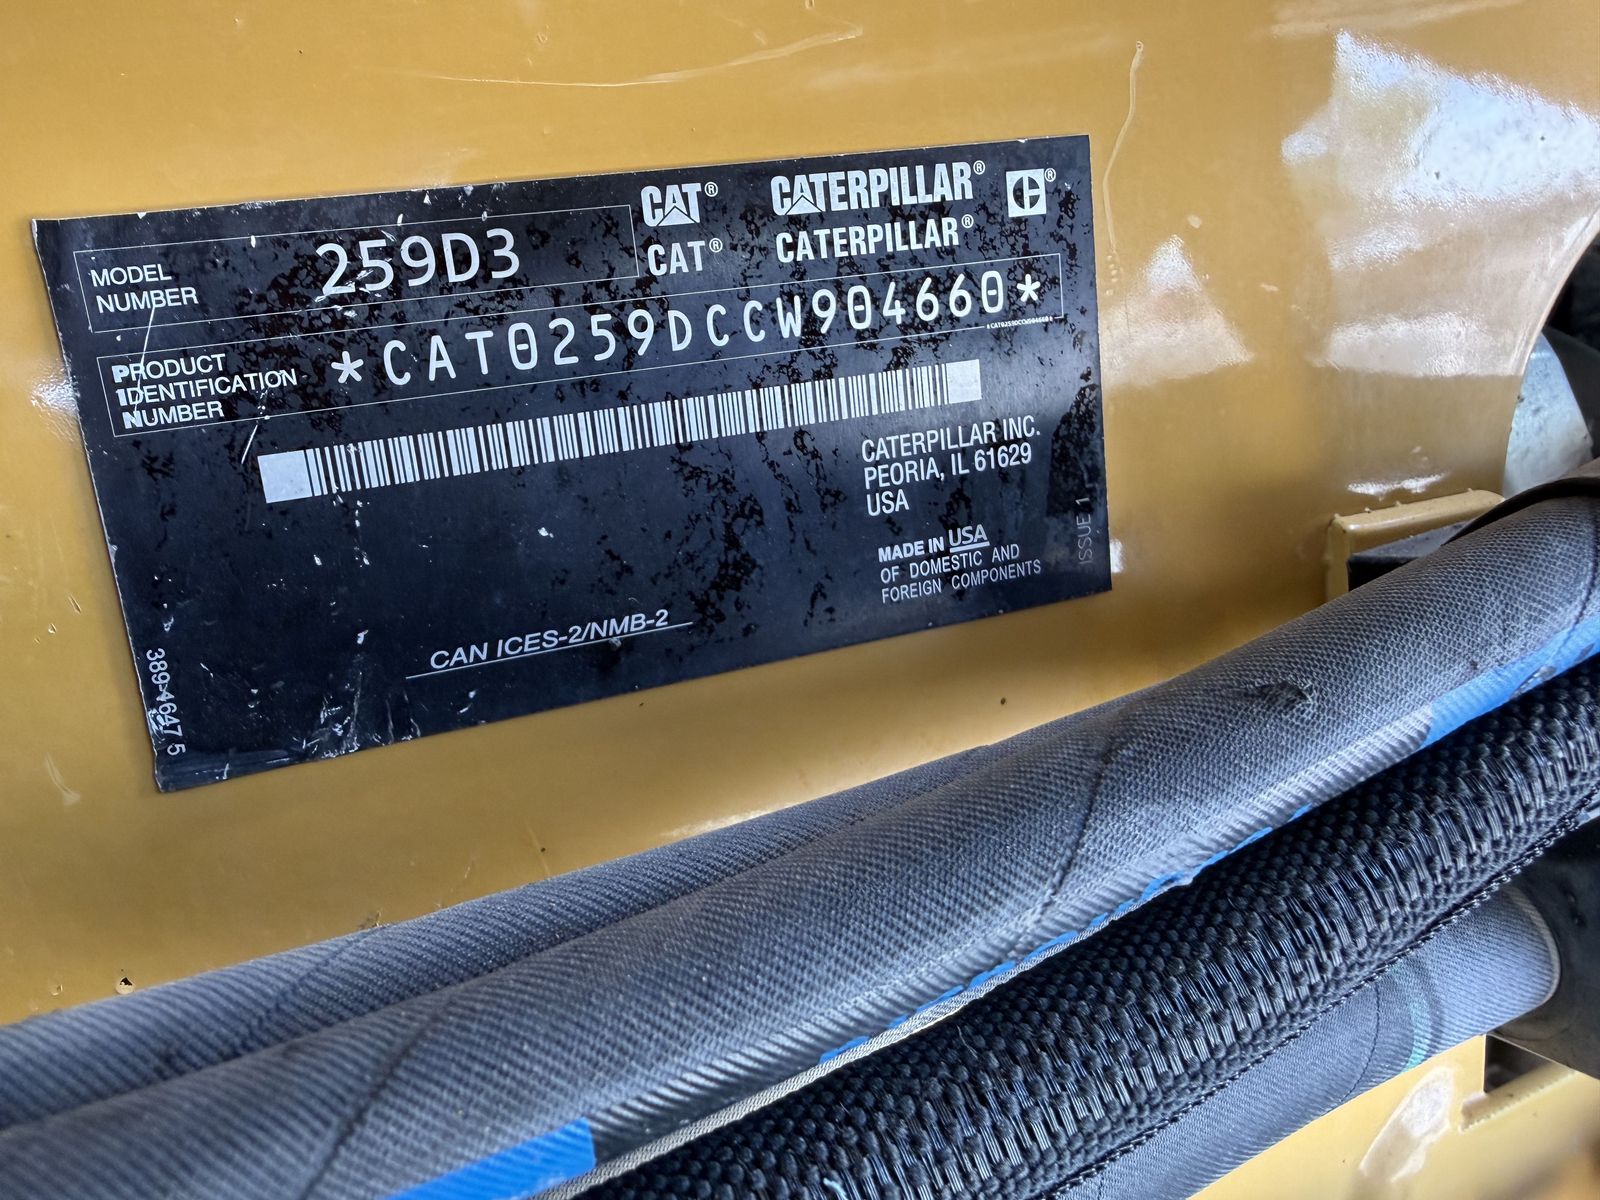 MODEL
NUMBER
259D3
CAT® CATERPILLAR® ®
CAT® CATERPILLAR®
PRODUCT
IDENTIFICATION
NUMBER
*CAT0259DCCW904660*
*CAT0259DCCW904660*
CATERPILLAR INC.
PEORIA, IL 61629
USA
MADE IN USA
OF DOMESTIC AND
FOREIGN COMPONENTS
ISSUE 1
CAN ICES-2/NMB-2
389-4647 5